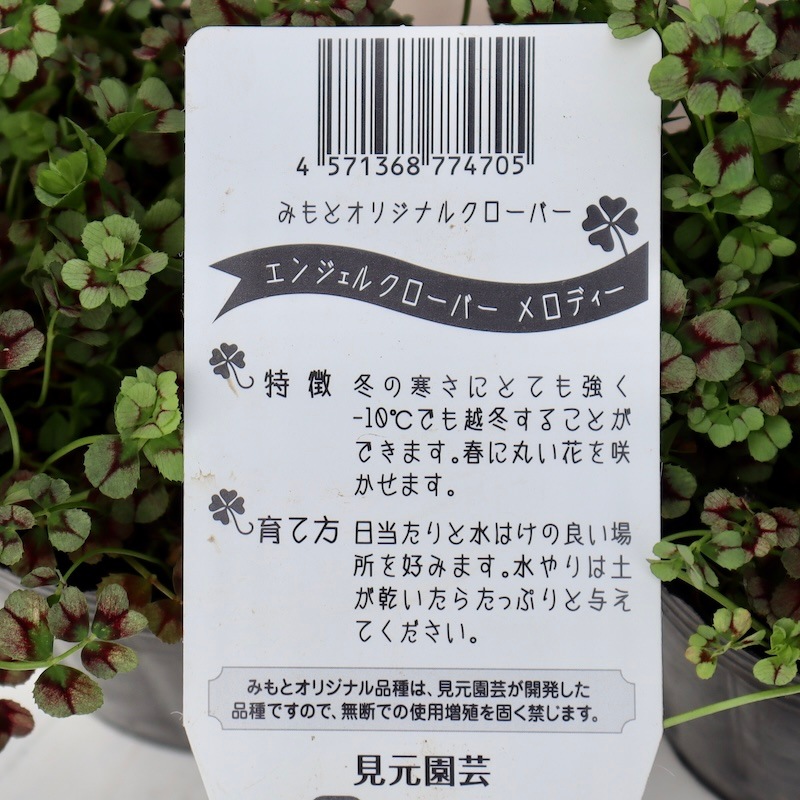 4 571368 774705
みもとオリジナルクローバー
エンジェルクローバー メロディー
特徴 冬の寒さにとても強く
-10℃でも越冬することが
できます。春に丸い花を咲
かせます。
育て方 日当たりと水はけの良い場
所を好みます。水やりは土
が乾いたらたっぷりと与え
てください。
みもとオリジナル品種は、見元園芸が開発した
品種ですので、無断での使用増殖を固く禁じます。
見元園芸